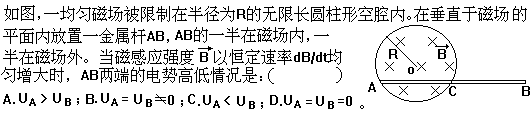 如图,一均匀磁场被限制在半径为R的无限长圆柱形空腔内。在垂直于磁场的
平面内放置一金属杆AB, AB的一半在磁场内,一
半在磁场外。当磁感应强度 B 以恒定速率dB/dt均
匀增大时, AB两端的电势高低情况是:( )
A.UA > UB ; B.UA = UB ≒0 ; C.UA < UB ; D.UA = UB =0 。
R
B
o
A
C
B